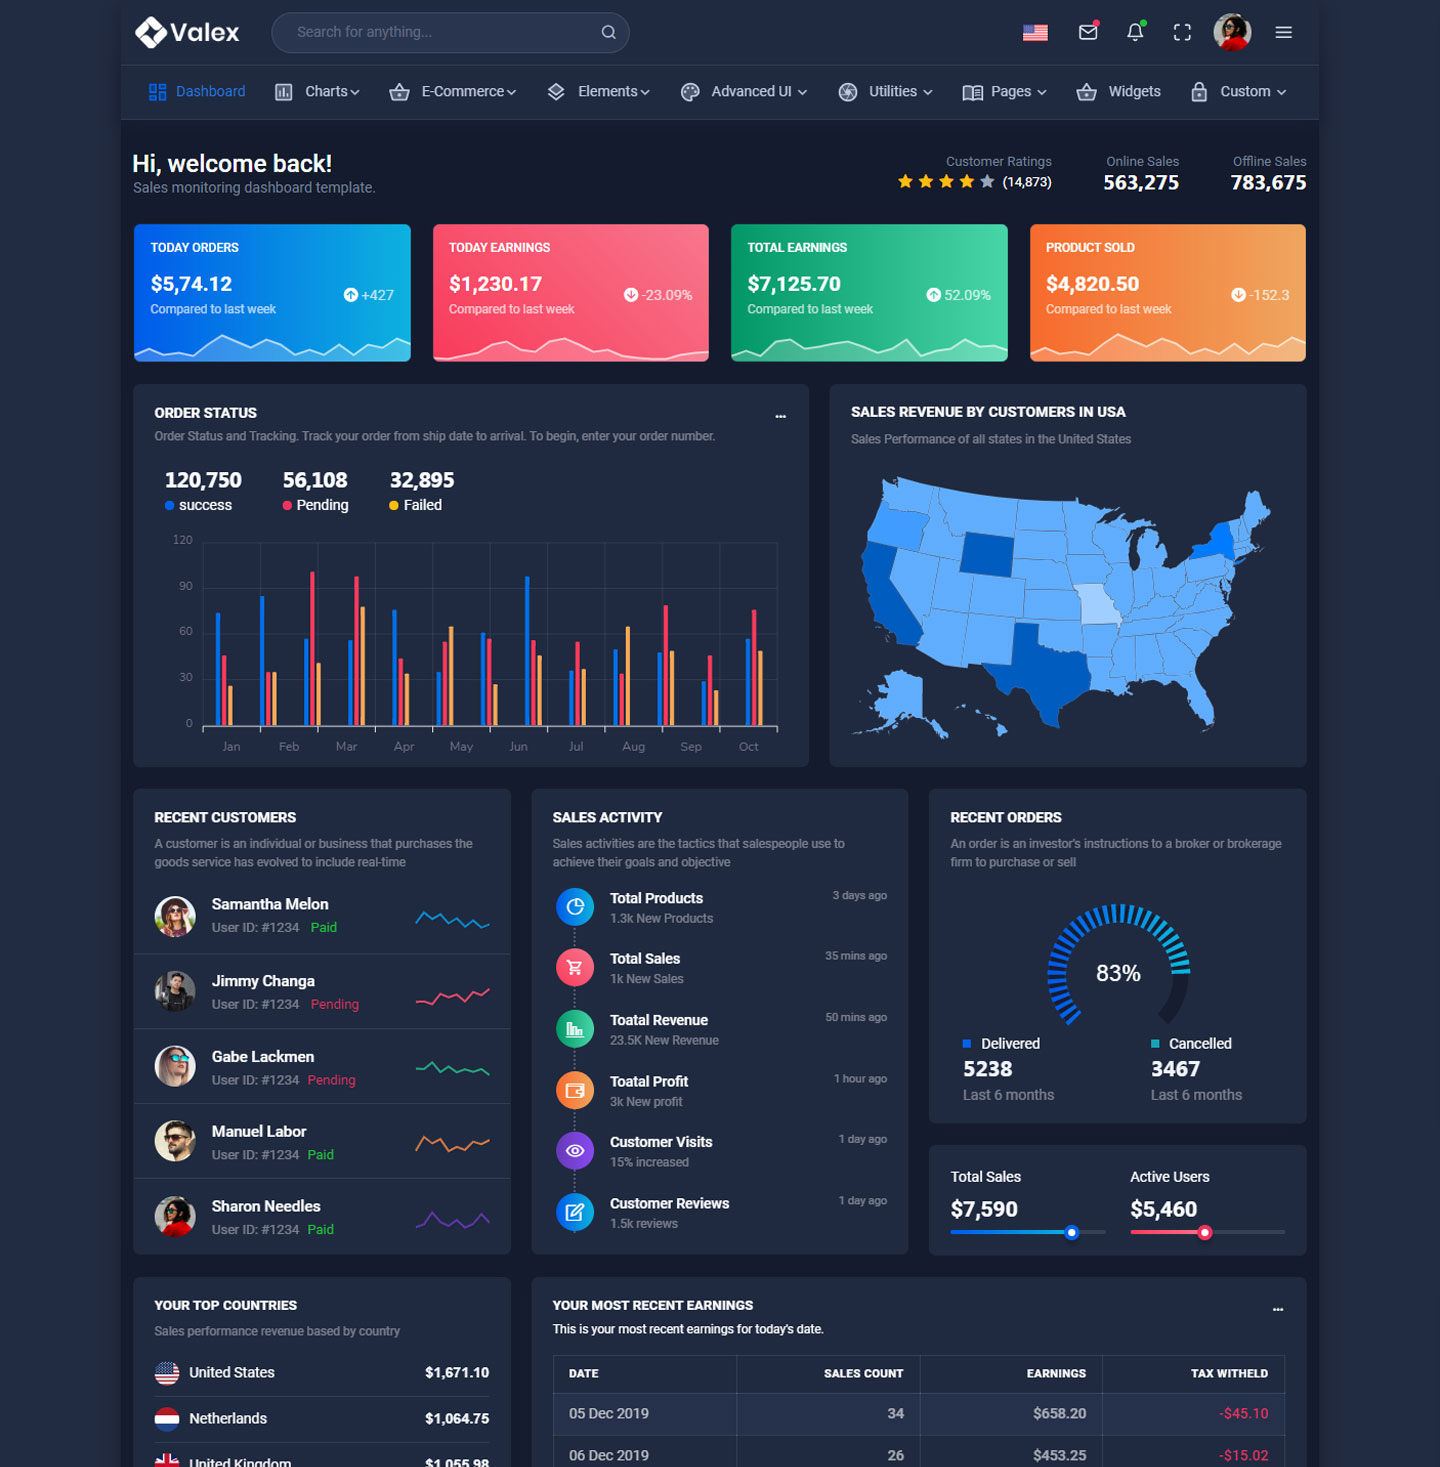 Valex
Search for anything...
Dashboard Charts E-Commerce Elements Advanced UI Utilities Pages Widgets Custom
Hi, welcome back!
Sales monitoring dashboard template.
Customer Ratings
(14,873)
Online Sales
563,275
Offline Sales
783,675
TODAY ORDERS
$5,74.12
Compared to last week
+427
TODAY EARNINGS
$1,230.17
Compared to last week
-23.09%
TOTAL EARNINGS
$7,125.70
Compared to last week
52.09%
PRODUCT SOLD
$4,820.50
Compared to last week
-152.3
ORDER STATUS
...
Order Status and Tracking. Track your order from ship date to arrival. To begin, enter your order number.
120,750 56,108 32,895
success Pending Failed
120
90
60
30
0
Jan Feb Mar Apr May Jun Jul Aug Sep Oct
SALES REVENUE BY CUSTOMERS IN USA
Sales Performance of all states in the United States
RECENT CUSTOMERS
A customer is an individual or business that purchases the
goods service has evolved to include real-time
Samantha Melon
User ID: #1234 Paid
Jimmy Changa
User ID: #1234 Pending
Gabe Lackmen
User ID: #1234 Pending
Manuel Labor
User ID: #1234 Paid
Sharon Needles
User ID: #1234 Paid
SALES ACTIVITY
Sales activities are the tactics that salespeople use to
achieve their goals and objective
Total Products 3 days ago
1.3k New Products
Total Sales 35 mins ago
1k New Sales
Toatal Revenue 50 mins ago
23.5K New Revenue
Toatal Profit 1 hour ago
3k New profit
Customer Visits 1 day ago
15% increased
Customer Reviews 1 day ago
1.5k reviews
RECENT ORDERS
An order is an investor's instructions to a broker or brokerage
firm to purchase or sell
83%
Delivered Cancelled
5238 3467
Last 6 months Last 6 months
Total Sales Active Users
$7,590 $5,460
YOUR TOP COUNTRIES
Sales performance revenue based by country
United States $1,671.10
Netherlands $1,064.75
United Kingdom $1,055.98
YOUR MOST RECENT EARNINGS
...
This is your most recent earnings for today's date.
DATE SALES COUNT EARNINGS TAX WITHELD
05 Dec 2019 34 $658.20 -$45.10
06 Dec 2019 26 $453.25 -$15.02